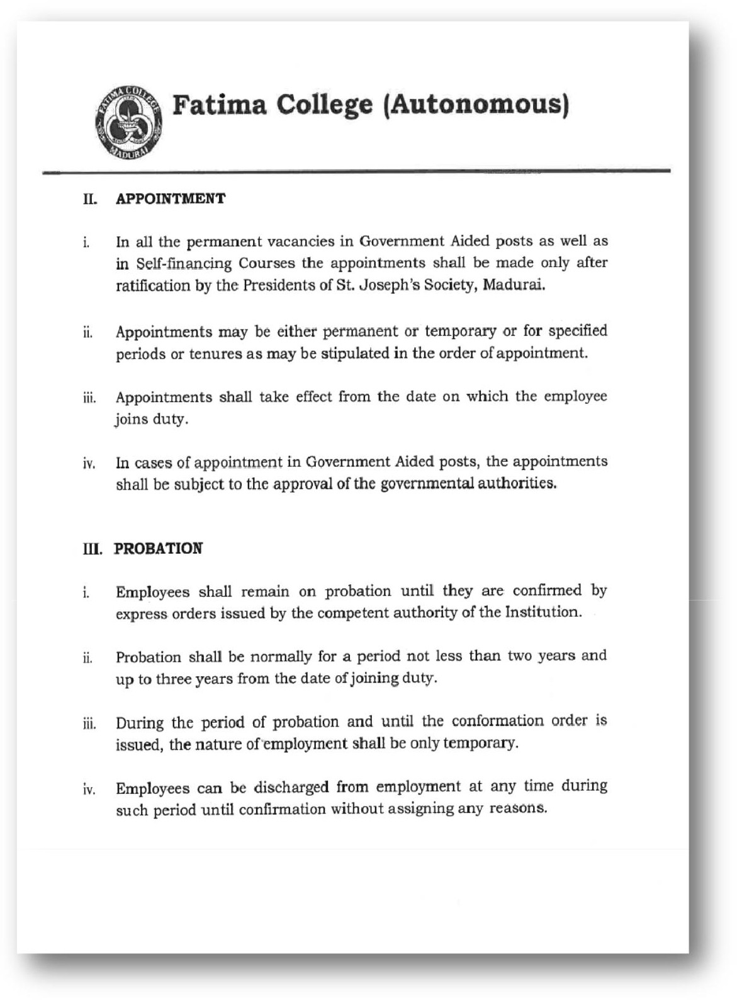 FATIMA COLLEGE
MADURAI
Fatima College (Autonomous)
II. APPOINTMENT
i. In all the permanent vacancies in Government Aided posts as well as
in Self-financing Courses the appointments shall be made only after
ratification by the Presidents of St. Joseph's Society, Madurai.
ii. Appointments may be either permanent or temporary or for specified
periods or tenures as may be stipulated in the order of appointment.
iii. Appointments shall take effect from the date on which the employee
joins duty.
iv. In cases of appointment in Government Aided posts, the appointments
shall be subject to the approval of the governmental authorities.
III. PROBATION
i. Employees shall remain on probation until they are confirmed by
express orders issued by the competent authority of the Institution.
ii. Probation shall be normally for a period not less than two years and
up to three years from the date of joining duty.
iii. During the period of probation and until the conformation order is
issued, the nature of employment shall be only temporary.
iv. Employees can be discharged from employment at any time during
such period until confirmation without assigning any reasons.